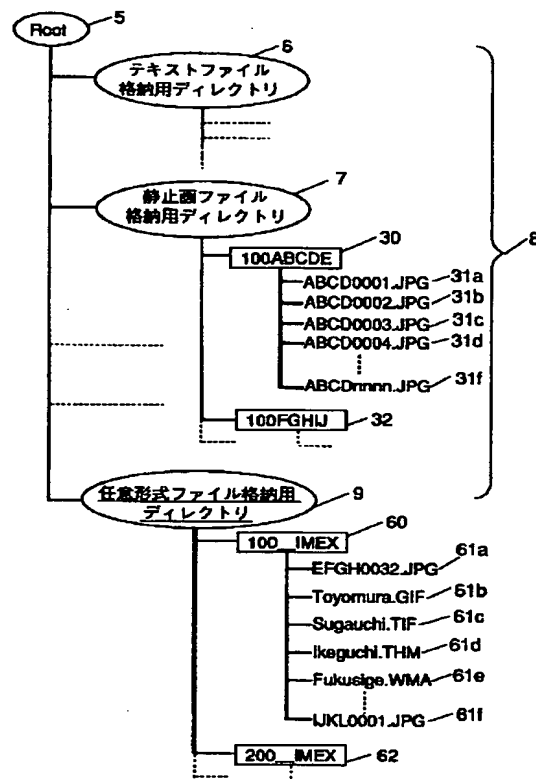 Root
5
6
テキストファイル
格納用ディレクトリ
7
静止画ファイル
格納用ディレクトリ
8
100ABCDE
30
ABCD0001.JPG
31a
ABCD0002.JPG
31b
ABCD0003.JPG
31c
ABCD0004.JPG
31d
ABCDnnnn.JPG
31f
100FGHIJ
32
任意形式ファイル格納用
ディレクトリ
9
100__IMEX
60
EFGH0032.JPG
61a
Toyomura.GIF
61b
Sugauchi.TIF
61c
Ikeguchi.THM
61d
Fukusige.WMA
61e
IJKL0001.JPG
61f
200__IMEX
62